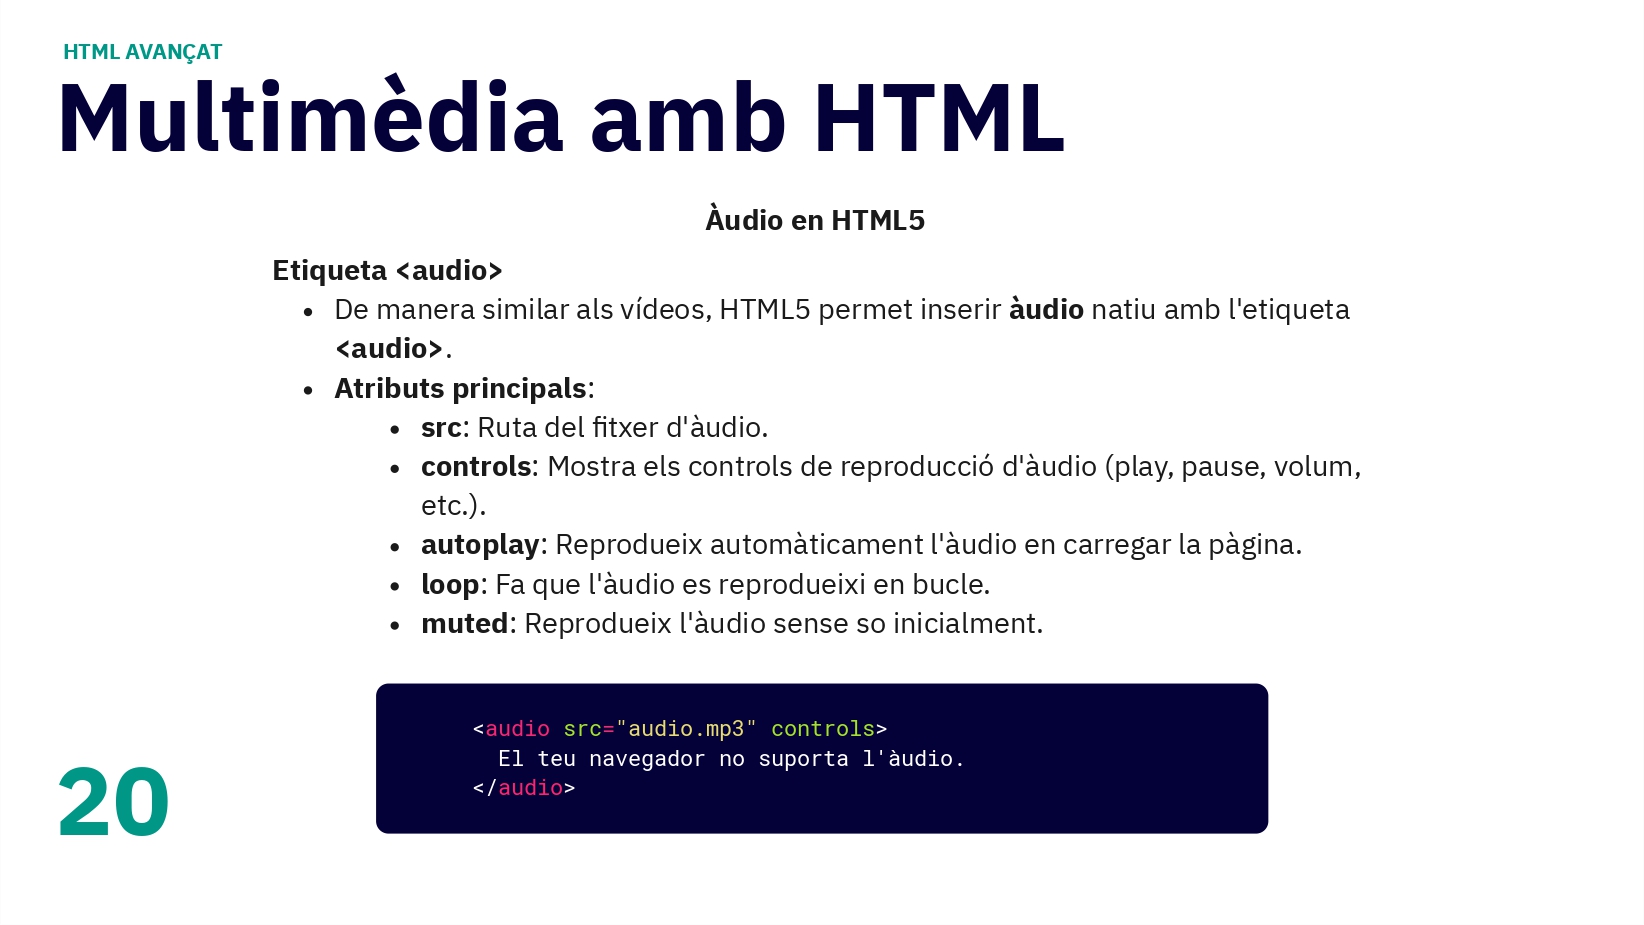 HTML AVANÇAT
Multimèdia amb HTML
Àudio en HTML5
Etiqueta <audio>
• De manera similar als vídeos, HTML5 permet inserir àudio natiu amb l'etiqueta
<audio>.
• Atributs principals:
• src: Ruta del fitxer d'àudio.
• controls: Mostra els controls de reproducció d'àudio (play, pause, volum,
etc.).
• autoplay: Reprodueix automàticament l'àudio en carregar la pàgina.
• loop: Fa que l'àudio es reprodueixi en bucle.
• muted: Reprodueix l'àudio sense so inicialment.
<audio src="audio.mp3" controls>
  El teu navegador no suporta l'àudio.
</audio>
20